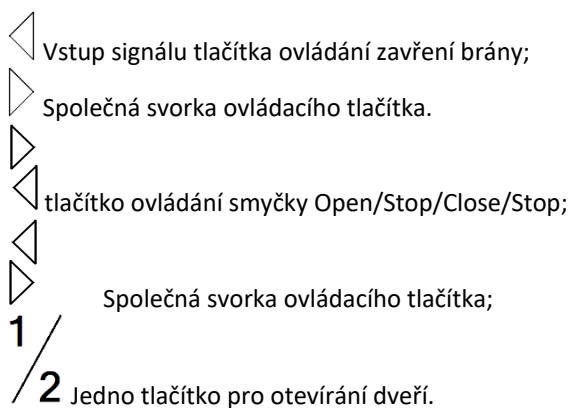 Vstup signálu tlačítka ovládání zavření brány;
Společná svorka ovládacího tlačítka.
tlačítko ovládání smyčky Open/Stop/Close/Stop;
Společná svorka ovládacího tlačítka;
1/2 Jedno tlačítko pro otevírání dveří.